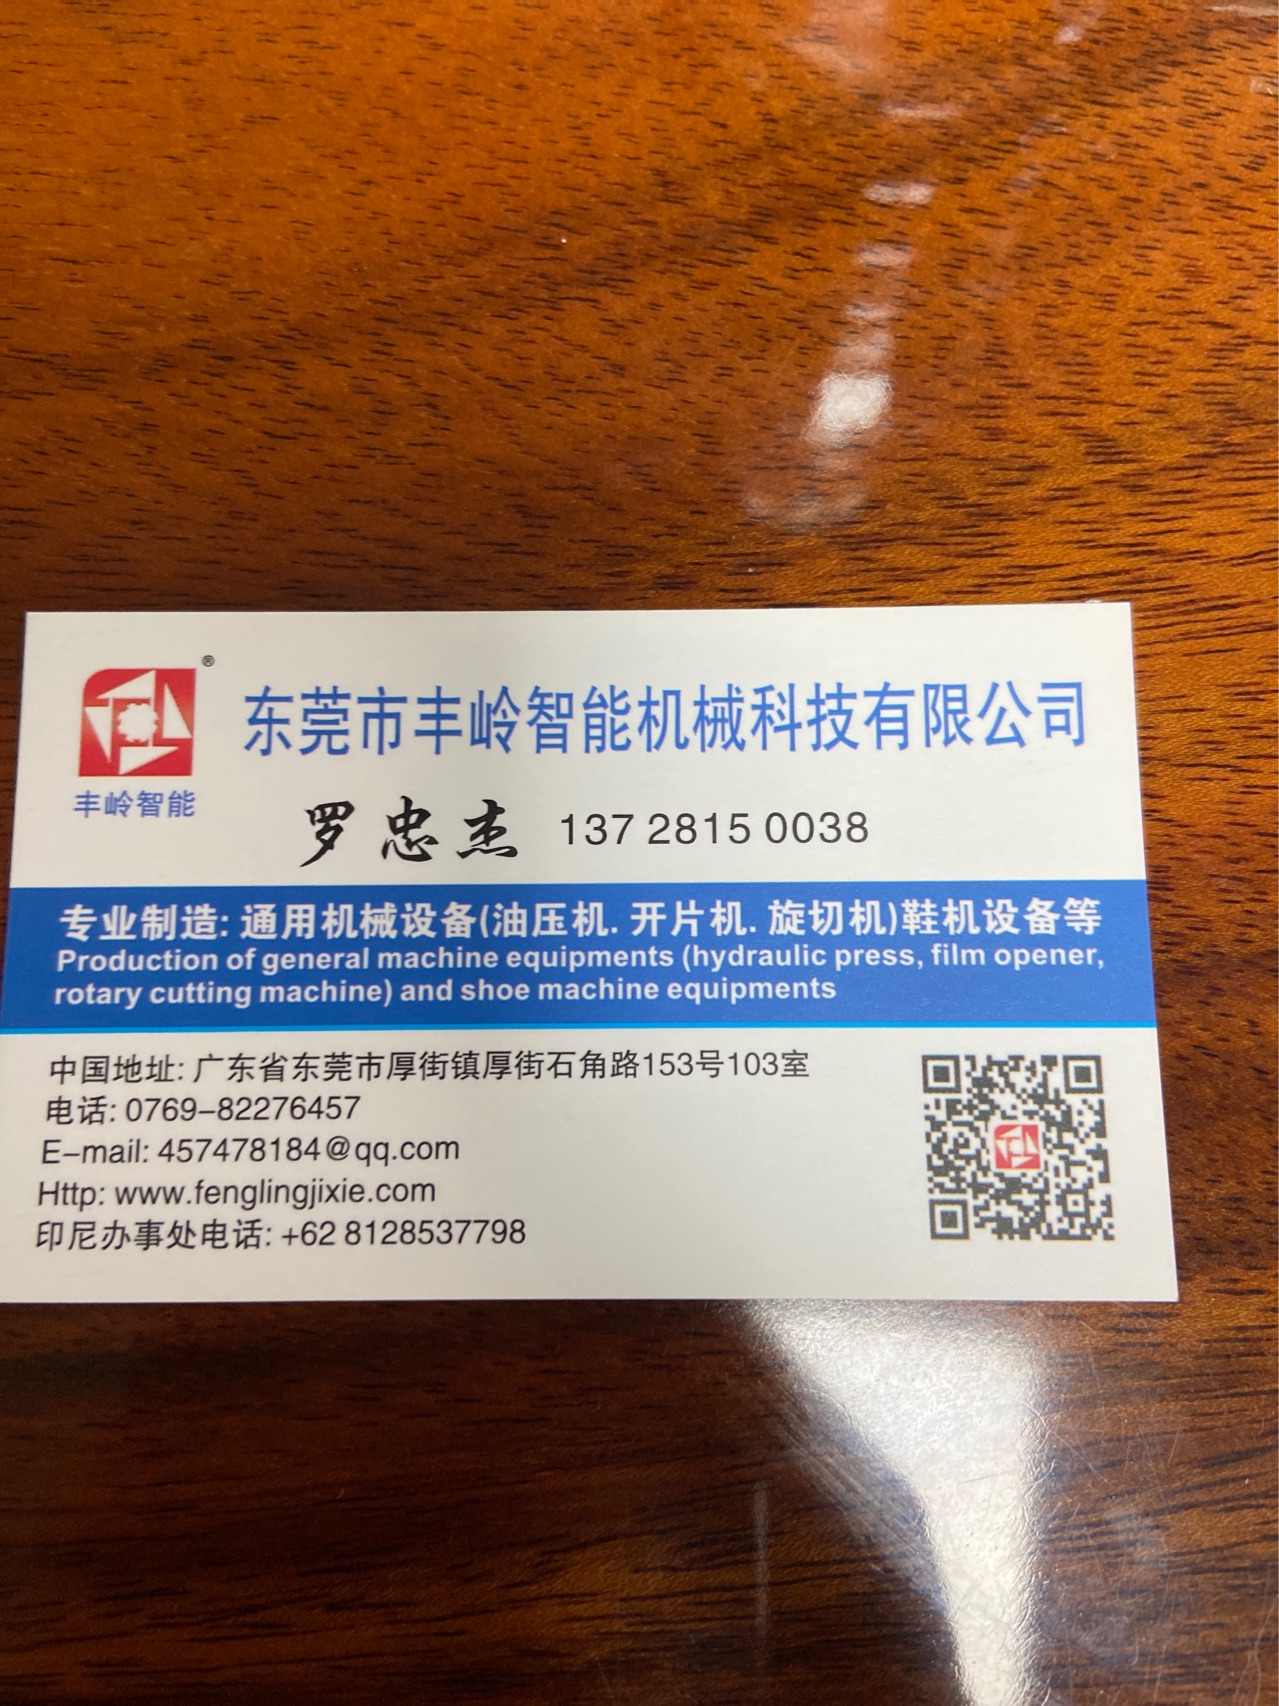 ®
东莞市丰岭智能机械科技有限公司
丰岭智能
罗忠杰 137 2815 0038
专业制造: 通用机械设备(油压机. 开片机. 旋切机)鞋机设备等
Production of general machine equipments (hydraulic press, film opener,
rotary cutting machine) and shoe machine equipments
中国地址: 广东省东莞市厚街镇厚街石角路153号103室
电话: 0769-82276457
E-mail: 457478184@qq.com
Http: www.fenglingjixie.com
印尼办事处电话: +62 8128537798